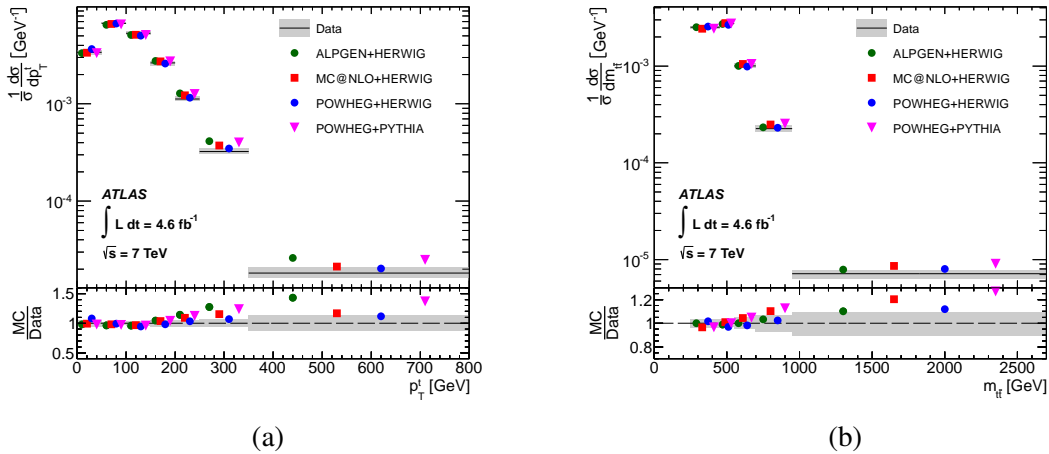 1/σ dσ/dp_T^t [GeV⁻¹]
Data
ALPGEN+HERWIG
MC@NLO+HERWIG
POWHEG+HERWIG
POWHEG+PYTHIA
10⁻³
10⁻⁴
ATLAS
∫ L dt = 4.6 fb⁻¹
√s = 7 TeV
MC/Data
1.5
1
0.5
0 100 200 300 400 500 600 700 800
p_T^t [GeV]
(a)
1/σ dσ/dm_tt̄ [GeV⁻¹]
Data
ALPGEN+HERWIG
MC@NLO+HERWIG
POWHEG+HERWIG
POWHEG+PYTHIA
10⁻³
10⁻⁴
10⁻⁵
ATLAS
∫ L dt = 4.6 fb⁻¹
√s = 7 TeV
MC/Data
1.2
1
0.8
0 500 1000 1500 2000 2500
m_tt̄ [GeV]
(b)